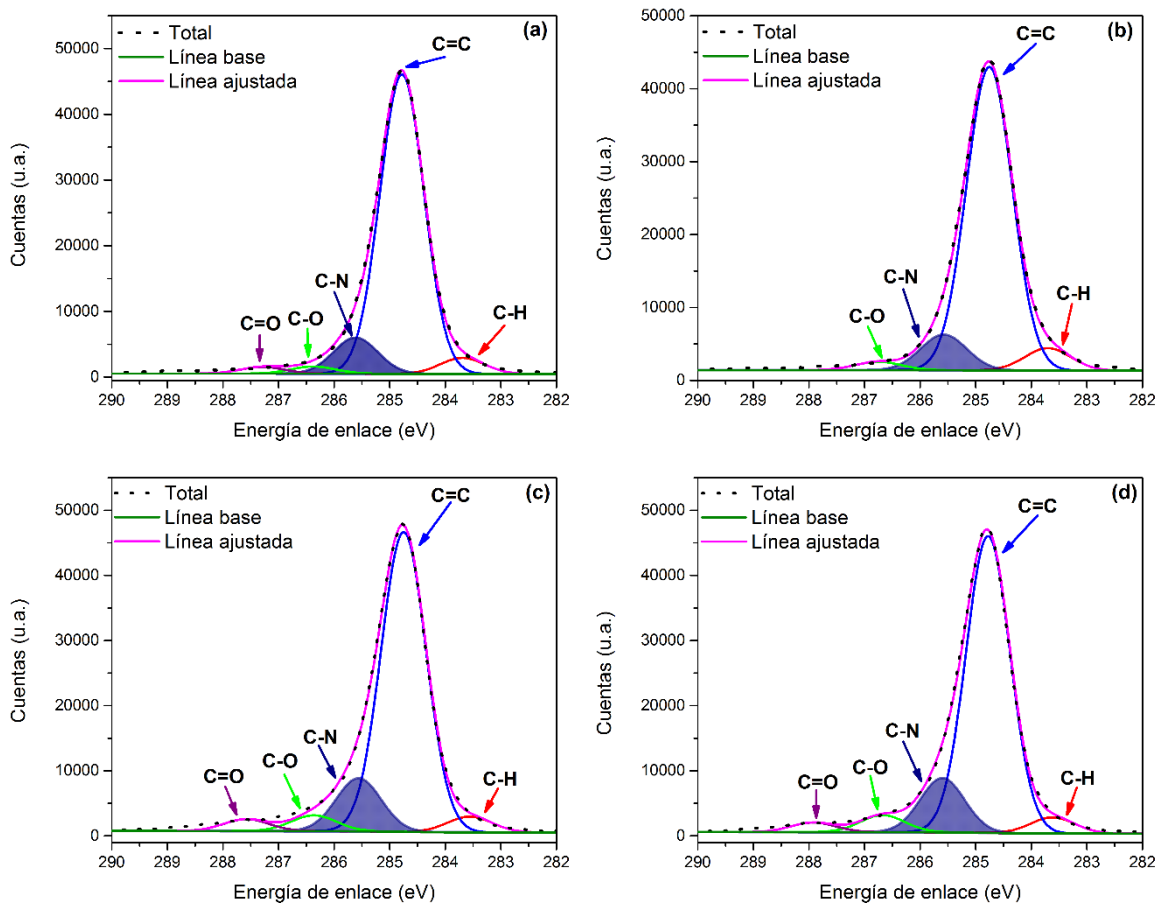 (a)
Total
Línea base
Línea ajustada
C=C
C-N
C-O
C=O
C-H
50000
40000
30000
20000
10000
0
290 289 288 287 286 285 284 283 282
Cuentas (u.a.)
Energía de enlace (eV)
(b)
Total
Línea base
Línea ajustada
C=C
C-N
C-O
C-H
50000
40000
30000
20000
10000
0
290 289 288 287 286 285 284 283 282
Cuentas (u.a.)
Energía de enlace (eV)
(c)
Total
Línea base
Línea ajustada
C=C
C-N
C-O
C=O
C-H
50000
40000
30000
20000
10000
0
290 289 288 287 286 285 284 283 282
Cuentas (u.a.)
Energía de enlace (eV)
(d)
Total
Línea base
Línea ajustada
C=C
C-N
C-O
C=O
C-H
50000
40000
30000
20000
10000
0
290 289 288 287 286 285 284 283 282
Cuentas (u.a.)
Energía de enlace (eV)